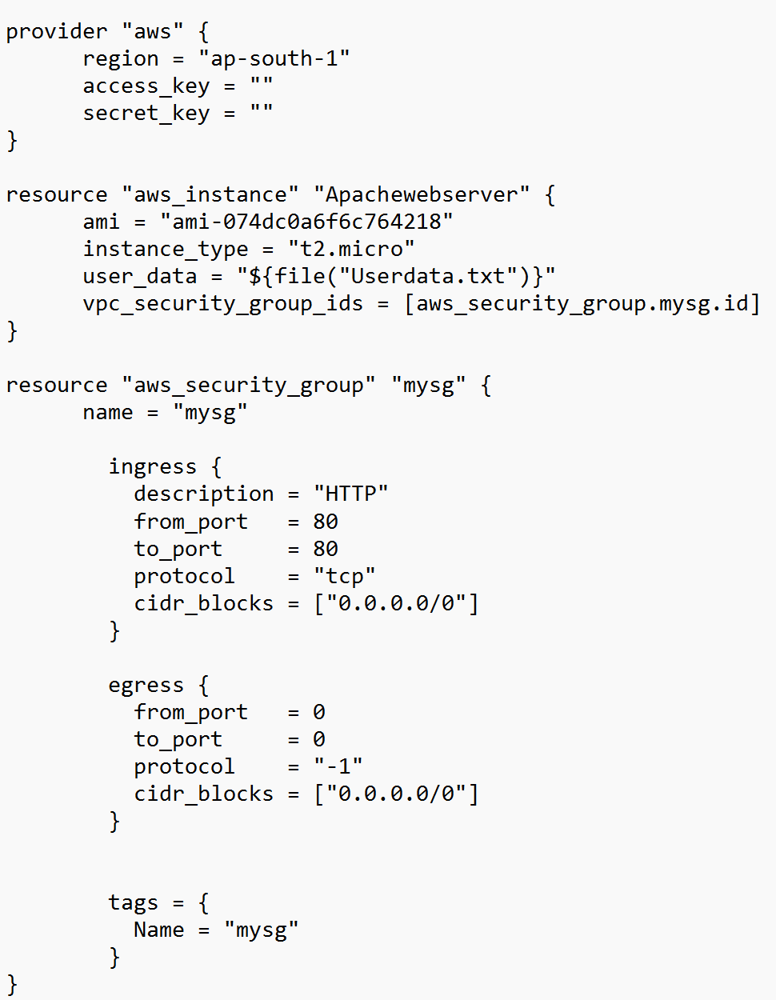 provider "aws" {
      region = "ap-south-1"
      access_key = ""
      secret_key = ""
}

resource "aws_instance" "Apachewebserver" {
      ami = "ami-074dc0a6f6c764218"
      instance_type = "t2.micro"
      user_data = "${file("Userdata.txt")}"
      vpc_security_group_ids = [aws_security_group.mysg.id]
}

resource "aws_security_group" "mysg" {
      name = "mysg"

        ingress {
          description = "HTTP"
          from_port   = 80
          to_port     = 80
          protocol    = "tcp"
          cidr_blocks = ["0.0.0.0/0"]
        }

        egress {
          from_port   = 0
          to_port     = 0
          protocol    = "-1"
          cidr_blocks = ["0.0.0.0/0"]
        }


        tags = {
          Name = "mysg"
        }
}